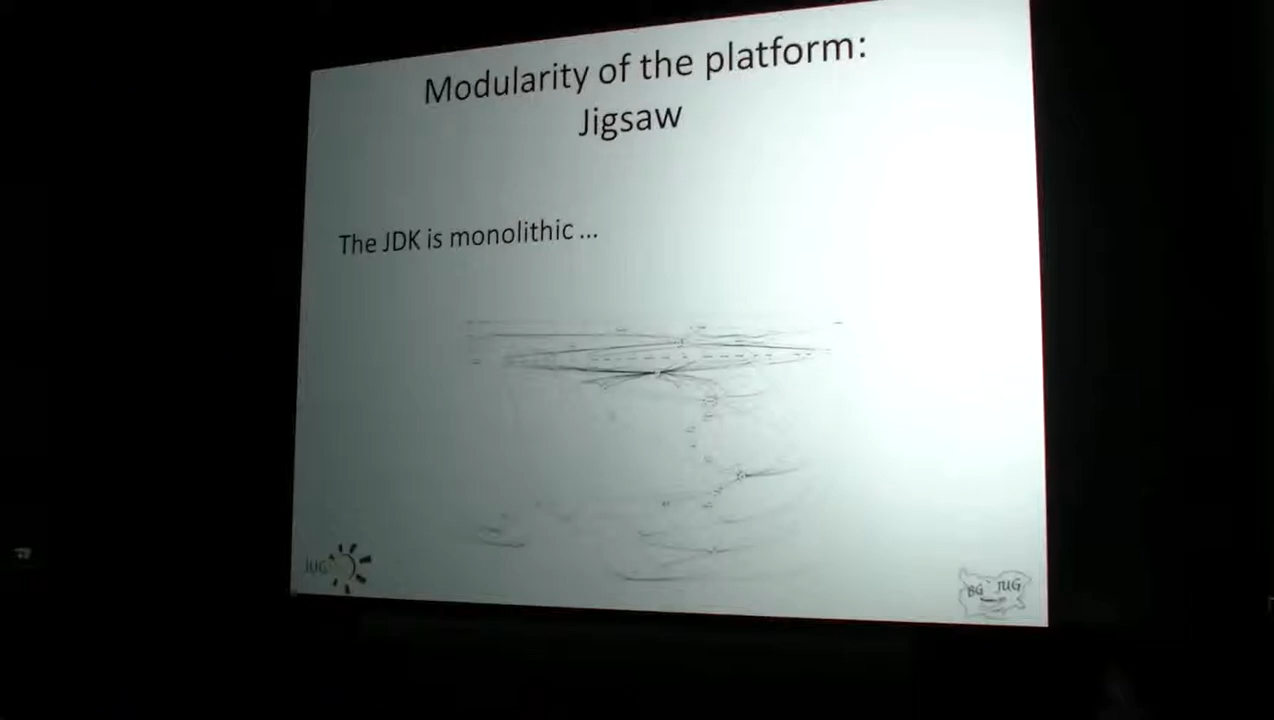 Modularity of the platform:
Jigsaw
The JDK is monolithic ...
JUG
BG JUG